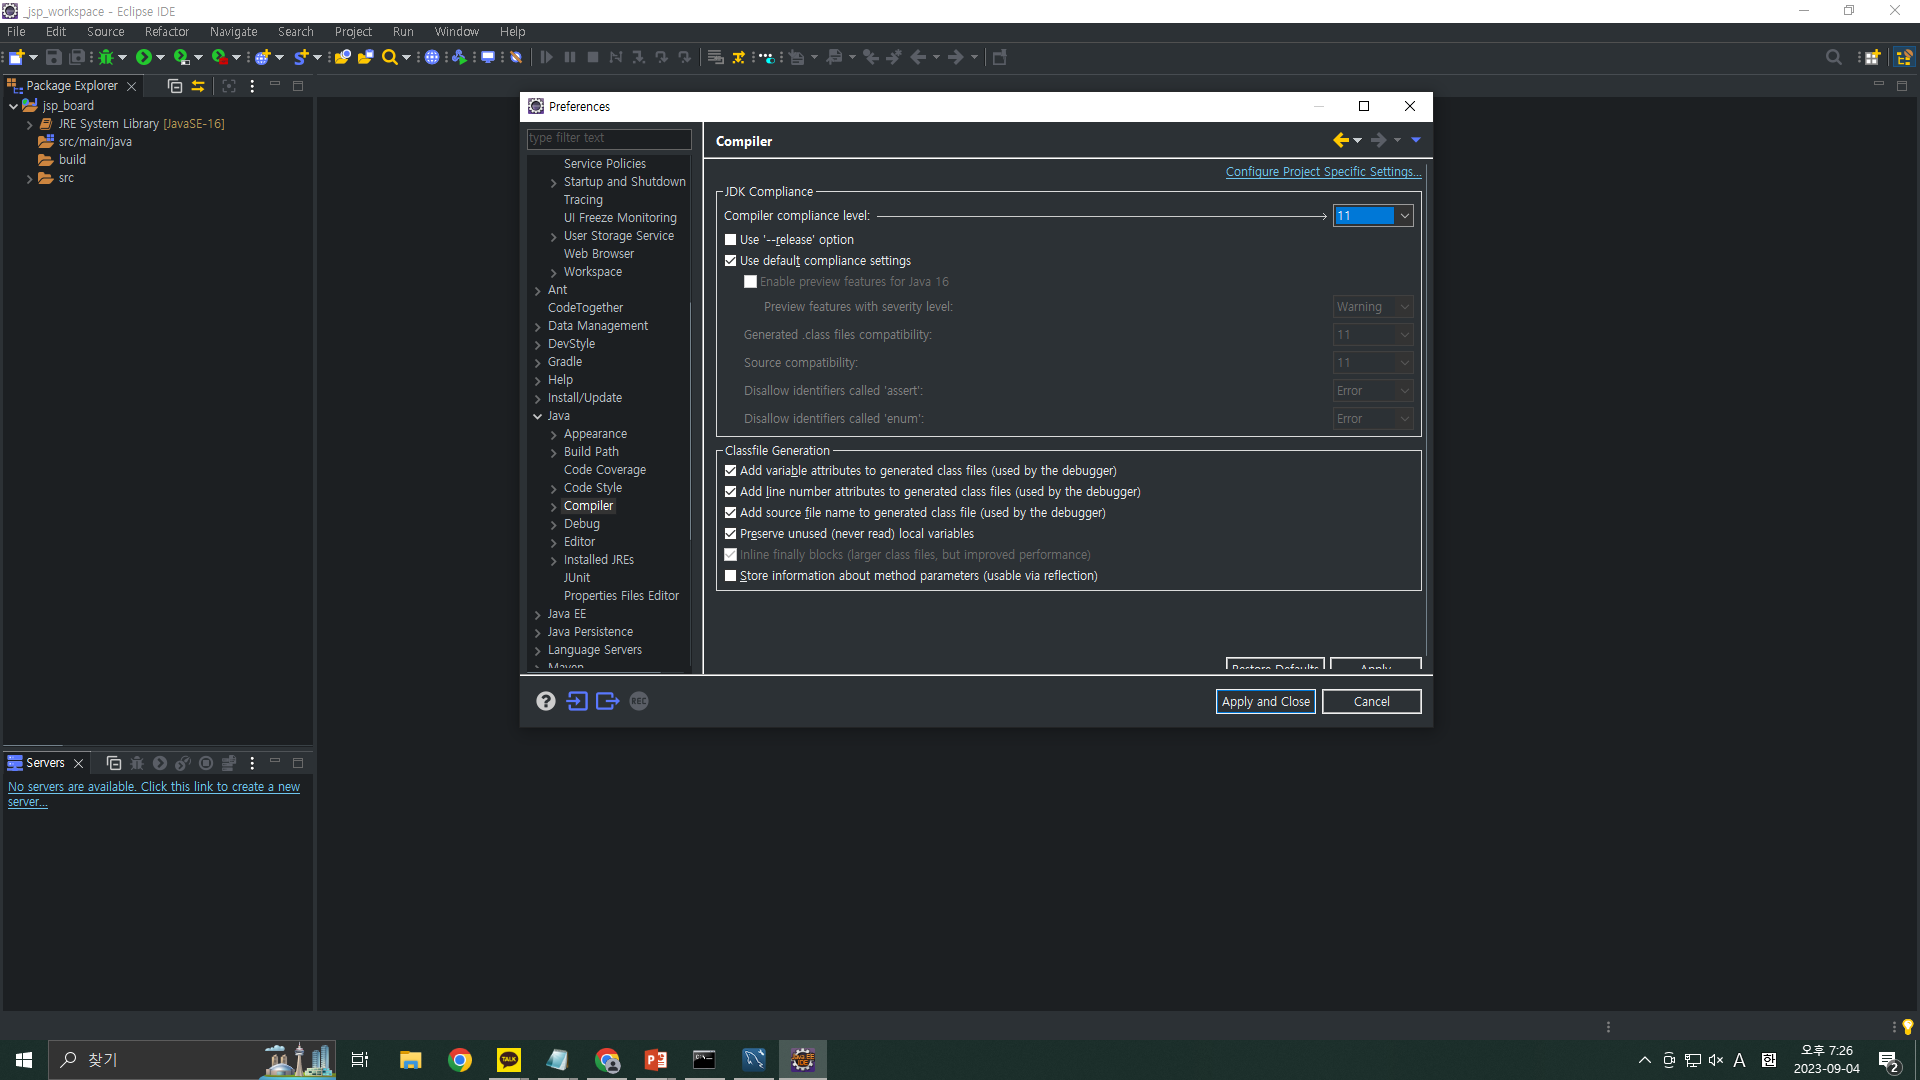 _jsp_workspace - Eclipse IDE
File Edit Source Refactor Navigate Search Project Run Window Help
Package Explorer
jsp_board
JRE System Library [JavaSE-16]
src/main/java
build
src
Preferences
type filter text
Service Policies
Startup and Shutdown
Tracing
UI Freeze Monitoring
User Storage Service
Web Browser
Workspace
Ant
CodeTogether
Data Management
DevStyle
Gradle
Help
Install/Update
Java
Appearance
Build Path
Code Coverage
Code Style
Compiler
Debug
Editor
Installed JREs
JUnit
Properties Files Editor
Java EE
Java Persistence
Language Servers
Maven
Compiler
Configure Project Specific Settings...
JDK Compliance
Compiler compliance level: 11
Use '--release' option
Use default compliance settings
Enable preview features for Java 16
Preview features with severity level: Warning
Generated .class files compatibility: 11
Source compatibility: 11
Disallow identifiers called 'assert': Error
Disallow identifiers called 'enum': Error
Classfile Generation
Add variable attributes to generated class files (used by the debugger)
Add line number attributes to generated class files (used by the debugger)
Add source file name to generated class file (used by the debugger)
Preserve unused (never read) local variables
Inline finally blocks (larger class files, but improved performance)
Store information about method parameters (usable via reflection)
Restore Defaults Apply
REC
Apply and Close Cancel
Servers
No servers are available. Click this link to create a new
server...
찾기
TALK
A
오후 7:26
2023-09-04
2